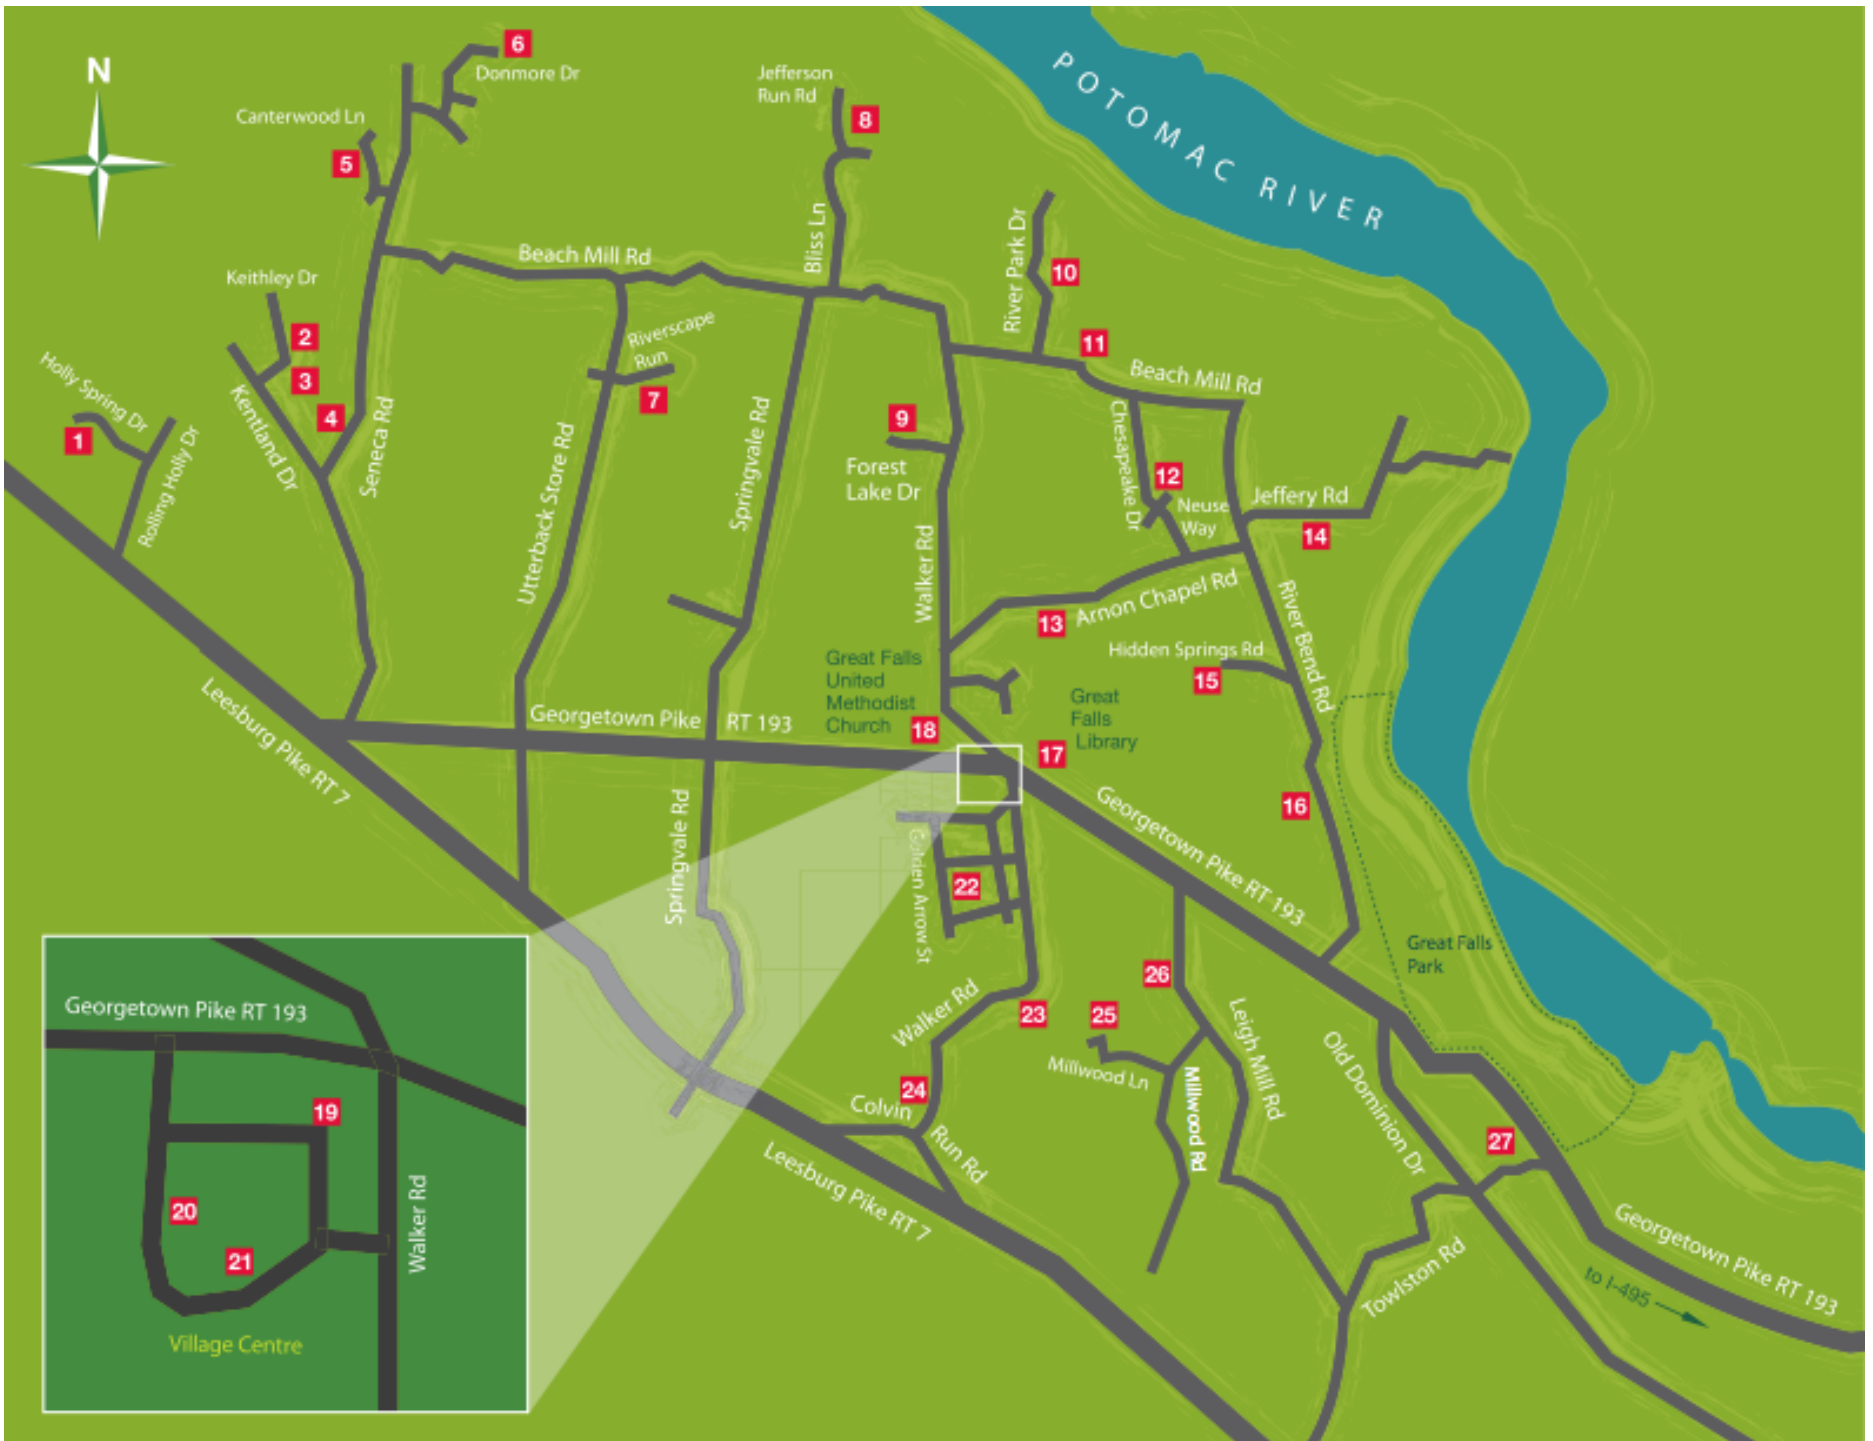 N
6
Donmore Dr
Jefferson
Run Rd
8
Canterwood Ln
5
POTOMAC RIVER
Bliss Ln
Beach Mill Rd
River Park Dr
10
Keithley Dr
2
3
4
Holly Spring Dr
1
Rolling Holly Dr
Kentland Dr
Seneca Rd
Riverscape
Run
7
Utterback Store Rd
Springvale Rd
9
Forest
Lake Dr
Walker Rd
11
Beach Mill Rd
Chesapeake Dr
12
Neuse
Way
Jeffery Rd
14
13
Arnon Chapel Rd
River Bend Rd
Hidden Springs Rd
15
Great Falls
United
Methodist
Church
18
Great
Falls
Library
17
Leesburg Pike RT 7
Georgetown Pike
RT 193
16
Georgetown Pike RT 193
Springvale Rd
Golden Arrow St
22
Great Falls
Park
Walker Rd
23
24
Colvin
Run Rd
25
26
Millwood Ln
Millwood Rd
Leigh Mill Rd
Old Dominion Dr
27
Leesburg Pike RT 7
Towlston Rd
Georgetown Pike RT 193
to I-495
Georgetown Pike RT 193
19
20
21
Walker Rd
Village Centre